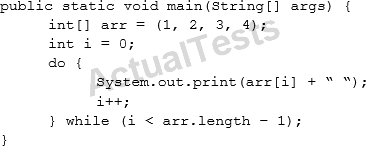 public static void main(String[] args) {
int[] arr = (1, 2, 3, 4);
int i = 0;
do {
System.out.print(arr[i] + “ “);
i++;
} while (i < arr.length – 1);
}
ActualTests